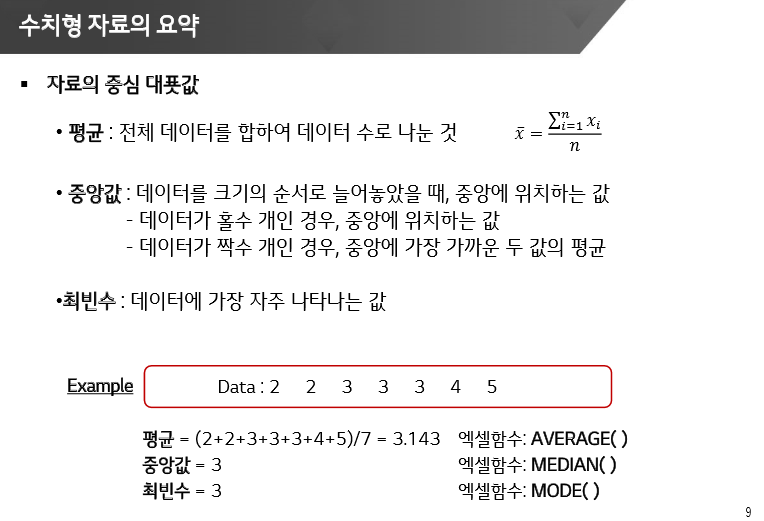 수치형 자료의 요약
▪ 자료의 중심 대푯값
• 평균 : 전체 데이터를 합하여 데이터 수로 나눈 것 x̄ = ∑ᵢ₌₁ⁿ xᵢ / n
• 중앙값 : 데이터를 크기의 순서로 늘어놓았을 때, 중앙에 위치하는 값
- 데이터가 홀수 개인 경우, 중앙에 위치하는 값
- 데이터가 짝수 개인 경우, 중앙에 가장 가까운 두 값의 평균
•최빈수 : 데이터에 가장 자주 나타나는 값
Example Data : 2 2 3 3 3 4 5
평균 = (2+2+3+3+3+4+5)/7 = 3.143 엑셀함수: AVERAGE( )
중앙값 = 3 엑셀함수: MEDIAN( )
최빈수 = 3 엑셀함수: MODE( )
9